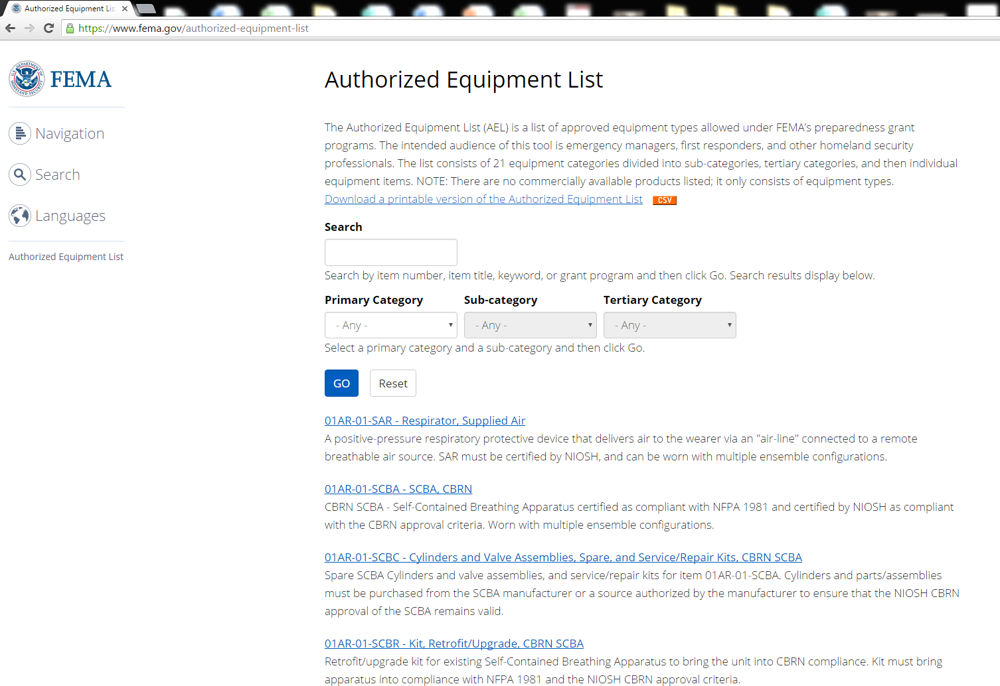 Authorized Equipment Lis
https://www.fema.gov/authorized-equipment-list
FEMA
Navigation
Search
Languages
Authorized Equipment List
Authorized Equipment List
The Authorized Equipment List (AEL) is a list of approved equipment types allowed under FEMA's preparedness grant
programs. The intended audience of this tool is emergency managers, first responders, and other homeland security
professionals. The list consists of 21 equipment categories divided into sub-categories, tertiary categories, and then individual
equipment items. NOTE: There are no commercially available products listed; it only consists of equipment types.
Download a printable version of the Authorized Equipment List CSV
Search
Search by item number, item title, keyword, or grant program and then click Go. Search results display below.
Primary Category Sub-category Tertiary Category
- Any - - Any - - Any -
Select a primary category and a sub-category and then click Go.
GO Reset
01AR-01-SAR - Respirator, Supplied Air
A positive-pressure respiratory protective device that delivers air to the wearer via an "air-line" connected to a remote
breathable air source. SAR must be certified by NIOSH, and can be worn with multiple ensemble configurations.
01AR-01-SCBA - SCBA, CBRN
CBRN SCBA - Self-Contained Breathing Apparatus certified as compliant with NFPA 1981 and certified by NIOSH as compliant
with the CBRN approval criteria. Worn with multiple ensemble configurations.
01AR-01-SCBC - Cylinders and Valve Assemblies, Spare, and Service/Repair Kits, CBRN SCBA
Spare SCBA Cylinders and valve assemblies, and service/repair kits for item 01AR-01-SCBA. Cylinders and parts/assemblies
must be purchased from the SCBA manufacturer or a source authorized by the manufacturer to ensure that the NIOSH CBRN
approval of the SCBA remains valid.
01AR-01-SCBR - Kit, Retrofit/Upgrade, CBRN SCBA
Retrofit/upgrade kit for existing Self-Contained Breathing Apparatus to bring the unit into CBRN compliance. Kit must bring
apparatus into compliance with NFPA 1981 and the NIOSH CBRN approval criteria.